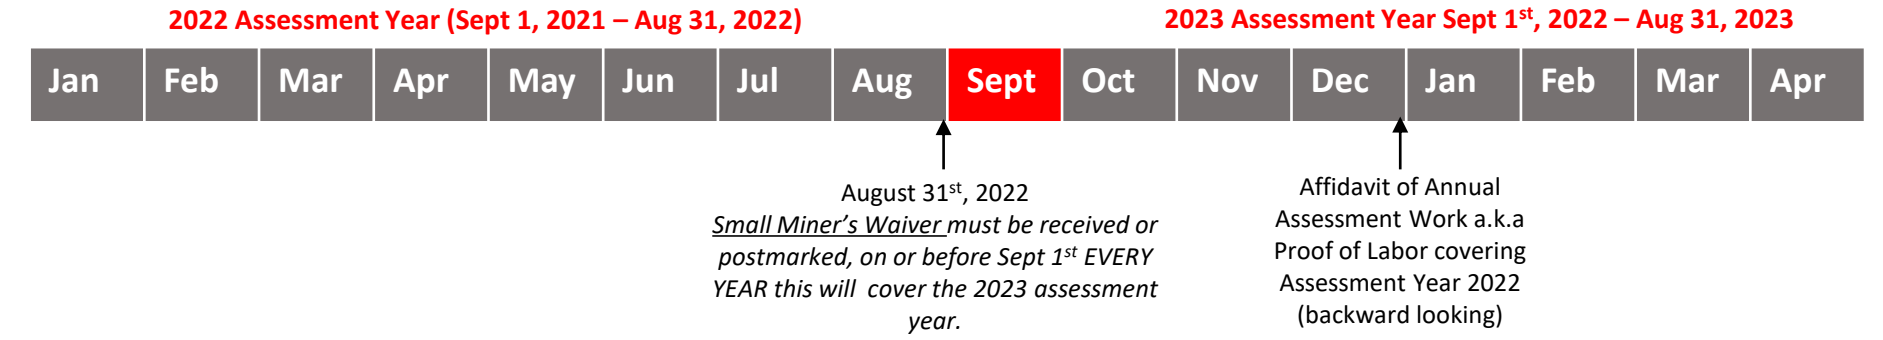 2022 Assessment Year (Sept 1, 2021 – Aug 31, 2022)
2023 Assessment Year Sept 1st, 2022 – Aug 31, 2023
Jan Feb Mar Apr May Jun Jul Aug Sept Oct Nov Dec Jan Feb Mar Apr
August 31st, 2022
Small Miner’s Waiver must be received or
postmarked, on or before Sept 1st EVERY
YEAR this will cover the 2023 assessment
year.
Affidavit of Annual
Assessment Work a.k.a
Proof of Labor covering
Assessment Year 2022
(backward looking)